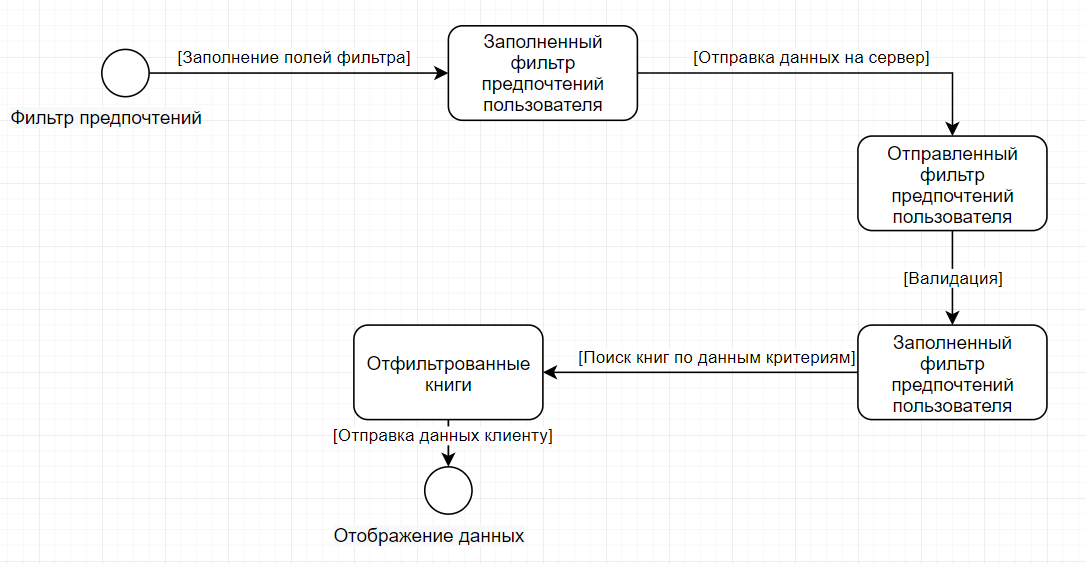 [Заполнение полей фильтра]
Заполненный
фильтр
предпочтений
пользователя
[Отправка данных на сервер]
Фильтр предпочтений
Отправленный
фильтр
предпочтений
пользователя
[Валидация]
Заполненный
фильтр
предпочтений
пользователя
[Поиск книг по данным критериям]
Отфильтрованные
книги
[Отправка данных клиенту]
Отображение данных